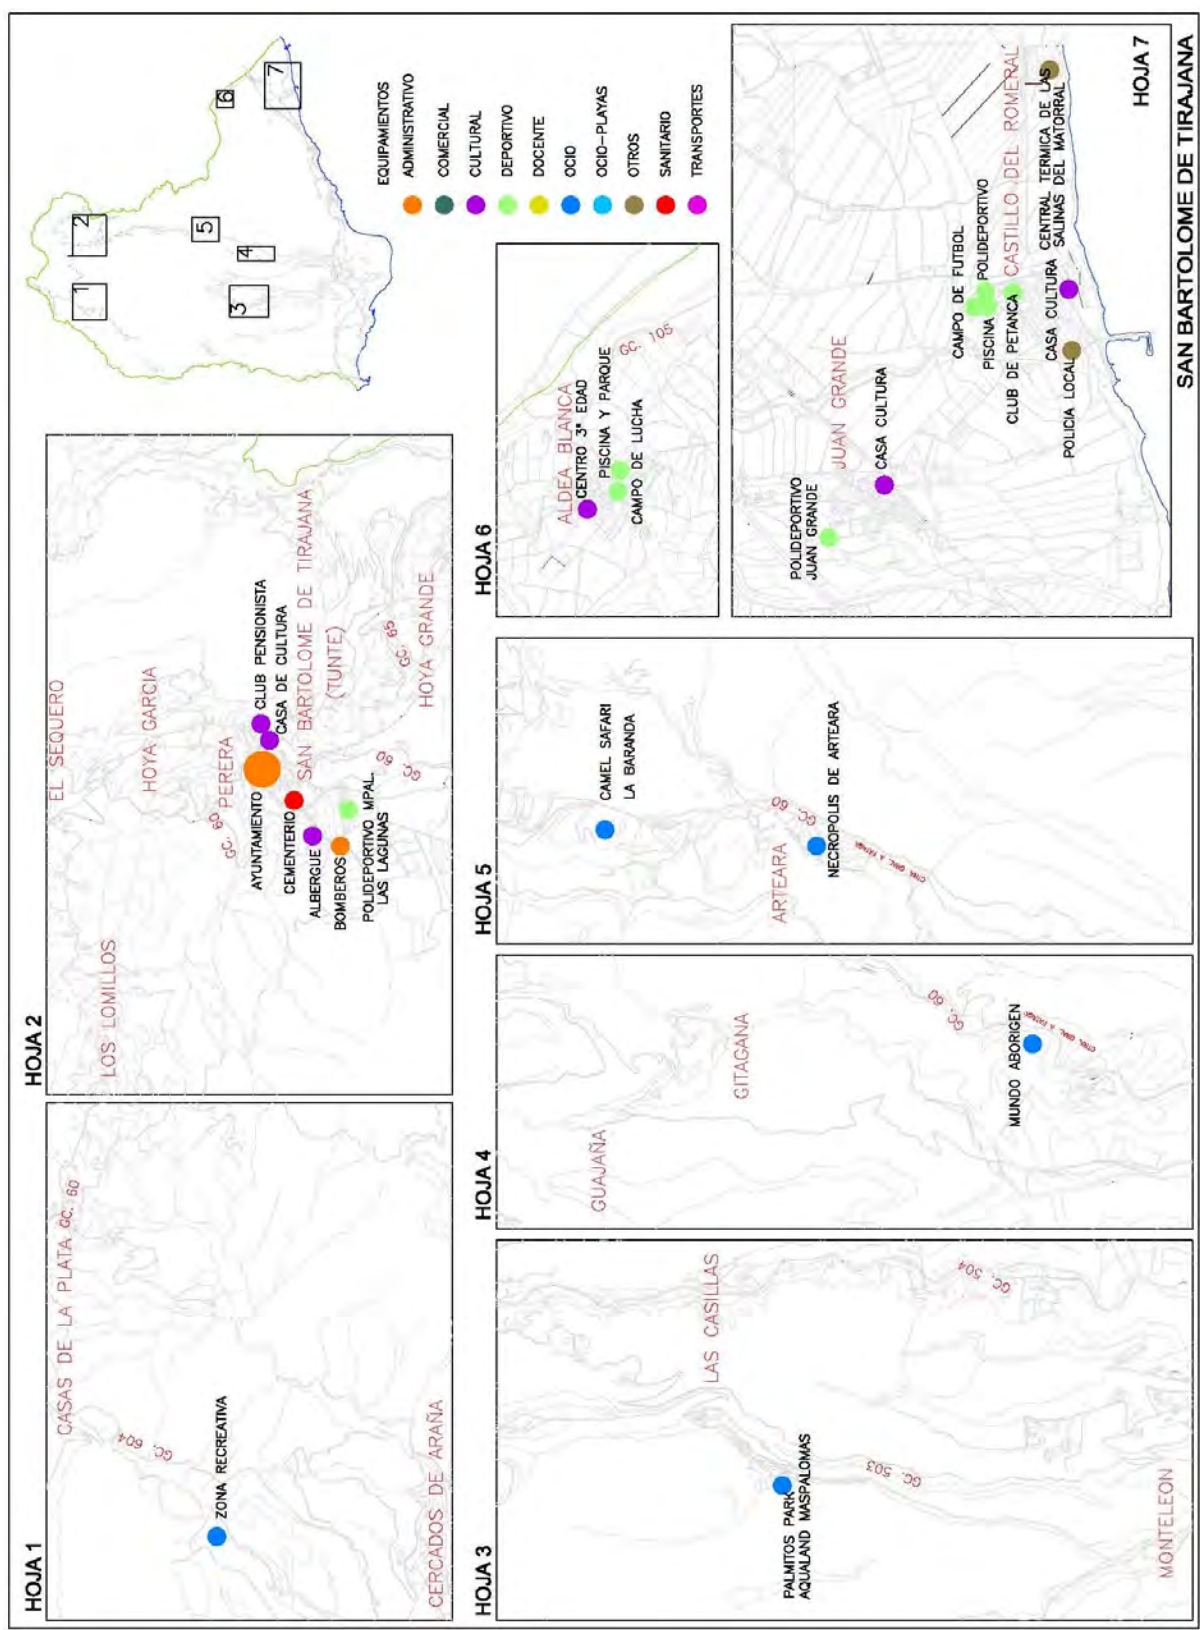 HOJA 1
CASAS DE LA PLATA
GC. 60
GC. 604
ZONA RECREATIVA
CERCADOS DE ARAÑA
HOJA 2
EL SEQUERO
LOS LOMILLOS
HOYA GARCIA
PERERA
GC. 60
AYUNTAMIENTO
CLUB PENSIONISTA
CASA DE CULTURA
CEMENTERIO
SAN BARTOLOME DE TIRAJANA
(TUNTE)
ALBERGUE
BOMBEROS
POLIDEPORTIVO MPAL.
LAS LAGUNAS
GC. 60
GC. 65
HOYA GRANDE
1
2
3
4
5
6
7
EQUIPAMIENTOS
ADMINISTRATIVO
COMERCIAL
CULTURAL
DEPORTIVO
DOCENTE
OCIO
OCIO-PLAYAS
OTROS
SANITARIO
TRANSPORTES
HOJA 3
LAS CASILLAS
PALMITOS PARK
AQUALAND MASPALOMAS
GC. 503
GC. 504
MONTELEON
HOJA 4
GUAJAÑA
GITAGANA
GC. 60
CTRA. GRAL. A FATAGA
MUNDO ABORIGEN
HOJA 5
CAMEL SAFARI
LA BARANDA
ARTEARA
GC. 60
NECROPOLIS DE ARTEARA
CTRA. GRAL. A FATAGA
HOJA 6
ALDEA BLANCA
CENTRO 3ª EDAD
PISCINA Y PARQUE
CAMPO DE LUCHA
GC. 105
POLIDEPORTIVO
JUAN GRANDE
JUAN GRANDE
CASA CULTURA
CAMPO DE FUTBOL
POLIDEPORTIVO
PISCINA
CLUB DE PETANCA
CASTILLO DEL ROMERAL
CASA CULTURA
CENTRAL TERMICA DE LAS
SALINAS DEL MATORRAL
POLICIA LOCAL
HOJA 7
SAN BARTOLOME DE TIRAJANA